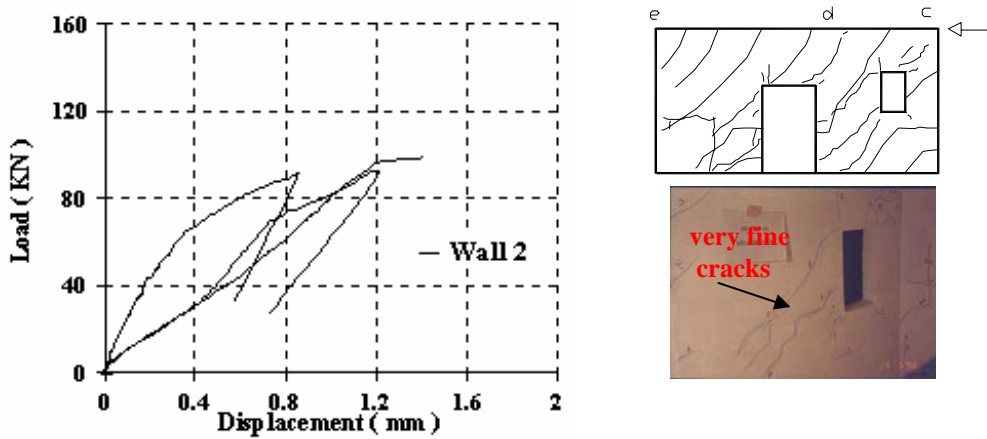 160
120
80
40
0
Load ( KN )
0
0.4
0.8
1.2
1.6
2
Displacement ( mm )
— Wall 2
e
d
c
very fine
cracks